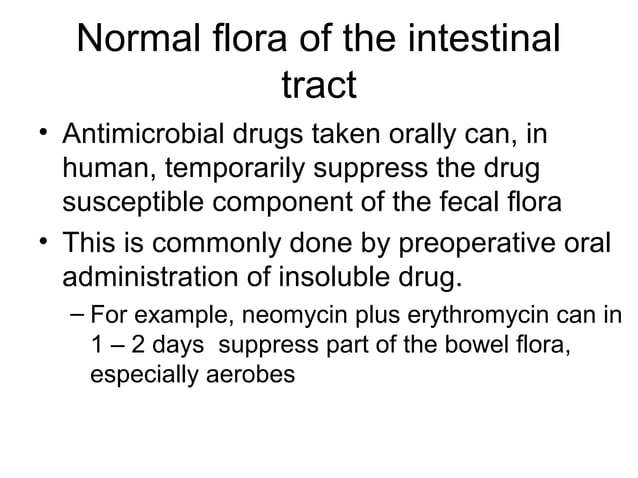 Normal flora of the intestinal
tract
• Antimicrobial drugs taken orally can, in
human, temporarily suppress the drug
susceptible component of the fecal flora
• This is commonly done by preoperative oral
administration of insoluble drug.
– For example, neomycin plus erythromycin can in
1 – 2 days  suppress part of the bowel flora,
especially aerobes